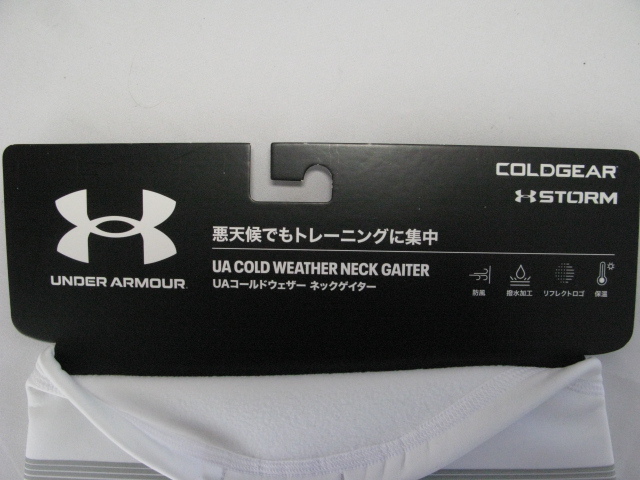 UNDER ARMOUR
COLDGEAR
STORM
悪天候でもトレーニングに集中
UA COLD WEATHER NECK GAITER
UAコールドウェザー ネックゲイター
防風
撥水加工
リフレクトロゴ
保温